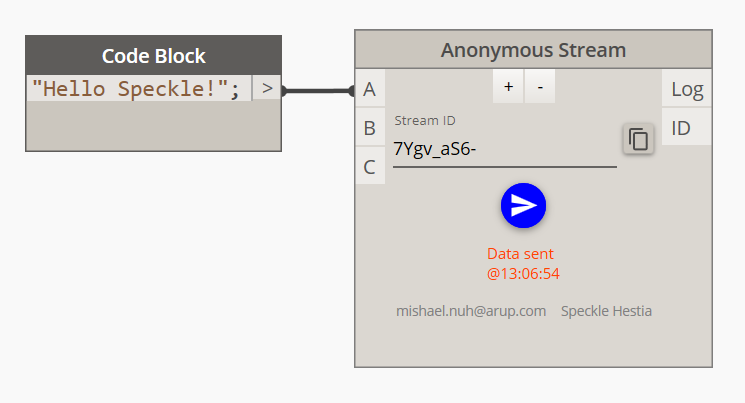 Code Block
"Hello Speckle!"; >
Anonymous Stream
A + - Log
Stream ID
B ID
7Ygv_aS6-
C
Data sent
@13:06:54
mishael.nuh@arup.com Speckle Hestia